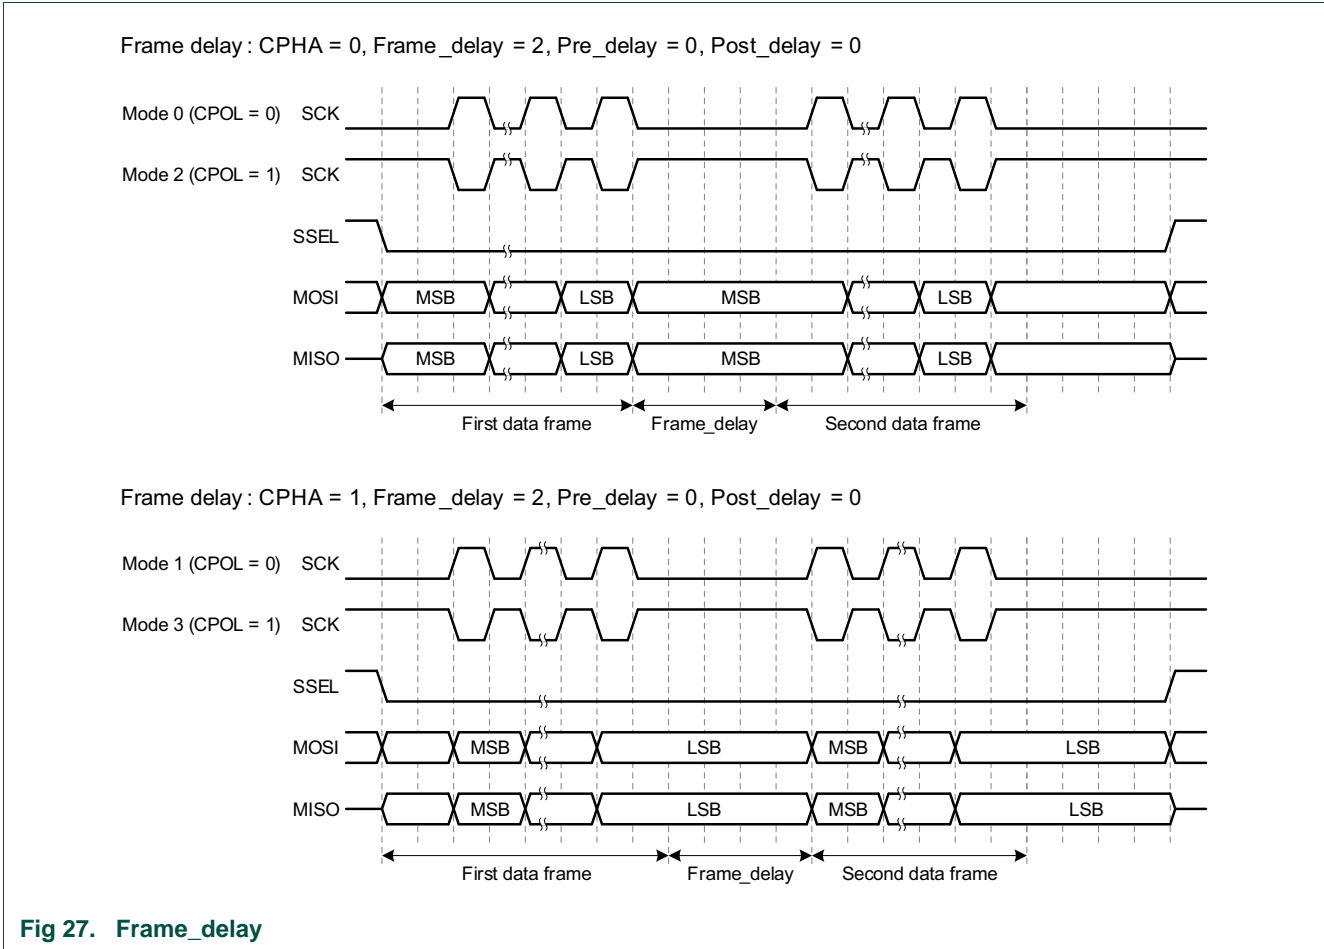 Frame delay : CPHA = 0, Frame_delay = 2, Pre_delay = 0, Post_delay = 0
Mode 0 (CPOL = 0) SCK
Mode 2 (CPOL = 1) SCK
SSEL
MOSI MSB LSB MSB LSB
MISO MSB LSB MSB LSB
First data frame Frame_delay Second data frame
Frame delay : CPHA = 1, Frame_delay = 2, Pre_delay = 0, Post_delay = 0
Mode 1 (CPOL = 0) SCK
Mode 3 (CPOL = 1) SCK
SSEL
MOSI MSB LSB MSB LSB
MISO MSB LSB MSB LSB
First data frame Frame_delay Second data frame
Fig 27. Frame_delay